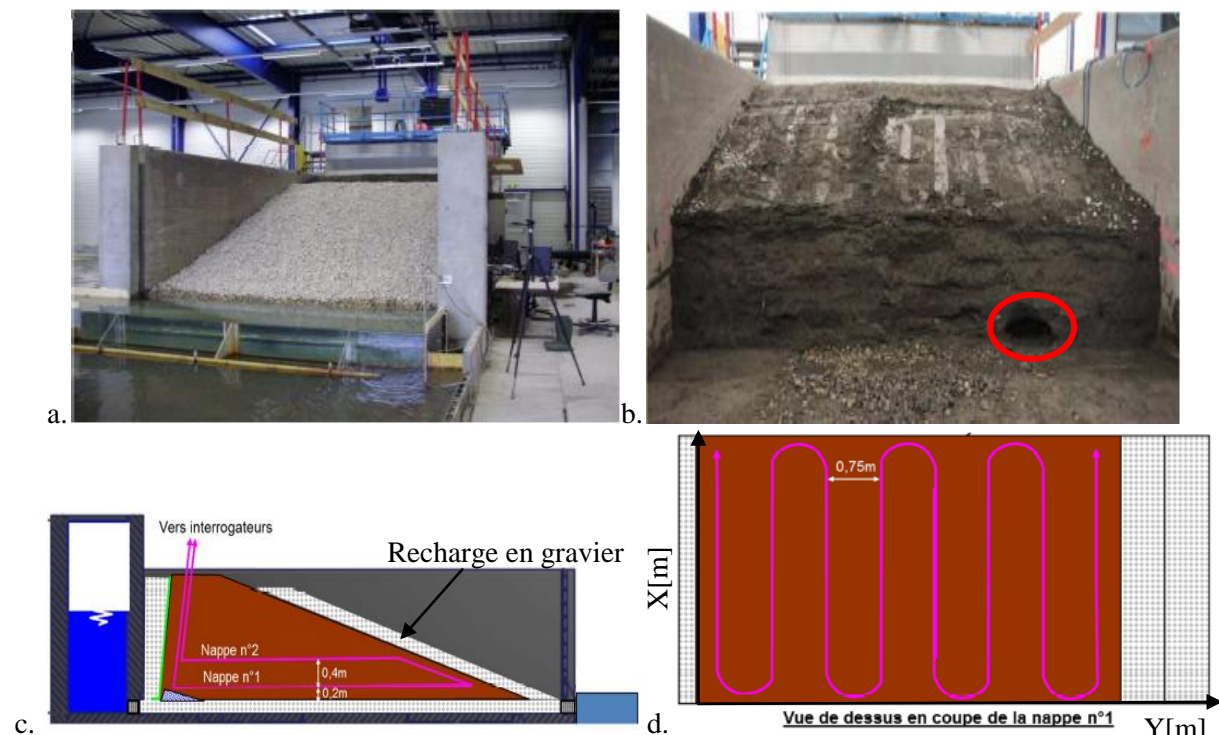 a.
b.
Vers interrogateurs
Recharge en gravier
Nappe n°2
Nappe n°1
0,4m
0,2m
c.
0,75m
X[m]
d.
Vue de dessus en coupe de la nappe n°1
Y[m]